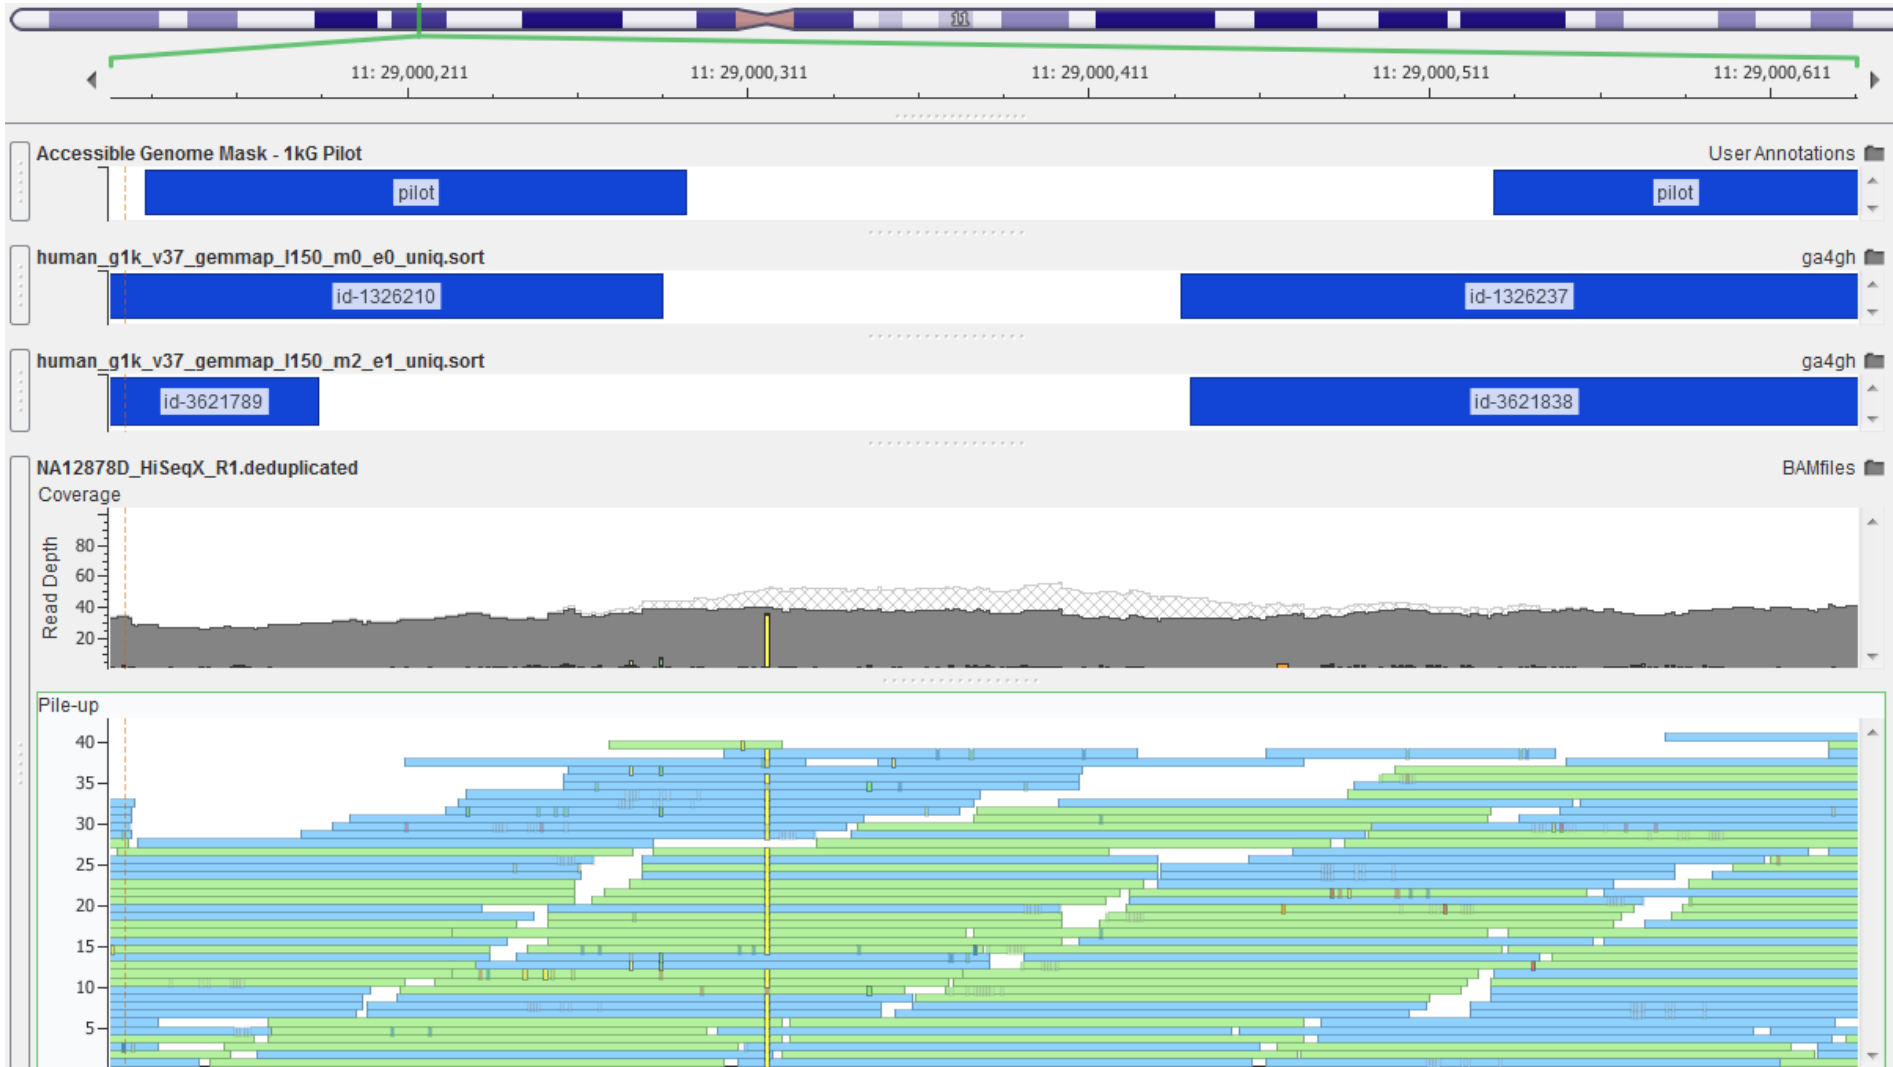 11
11: 29,000,211 11: 29,000,311 11: 29,000,411 11: 29,000,511 11: 29,000,611
Accessible Genome Mask - 1kG Pilot User Annotations
pilot pilot
human_g1k_v37_gemmap_l150_m0_e0_uniq.sort ga4gh
id-1326210 id-1326237
human_g1k_v37_gemmap_l150_m2_e1_uniq.sort ga4gh
id-3621789 id-3621838
NA12878D_HiSeqX_R1.deduplicated BAMfiles
Coverage
Read Depth
80
60
40
20
Pile-up
40
35
30
25
20
15
10
5